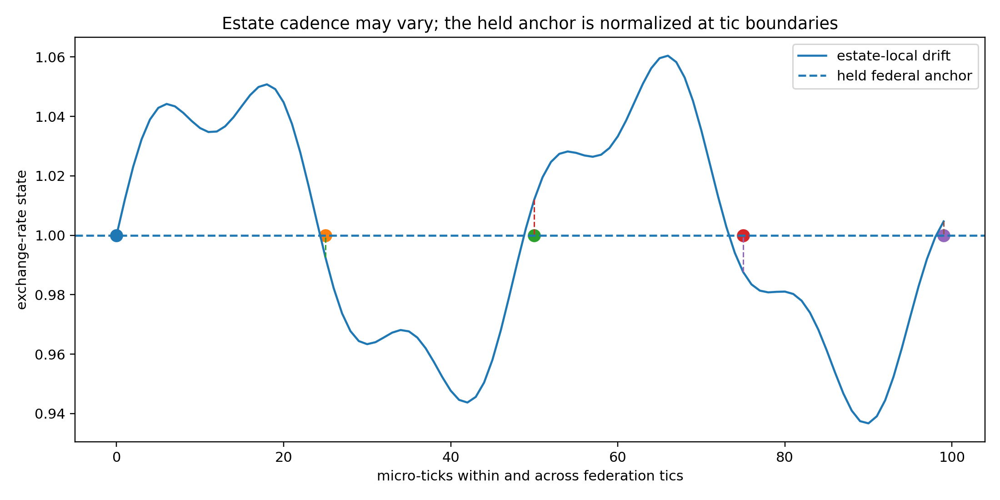 Estate cadence may vary; the held anchor is normalized at tic boundaries
estate-local drift
held federal anchor
exchange-rate state
1.06
1.04
1.02
1.00
0.98
0.96
0.94
0
20
40
60
80
100
micro-ticks within and across federation tics